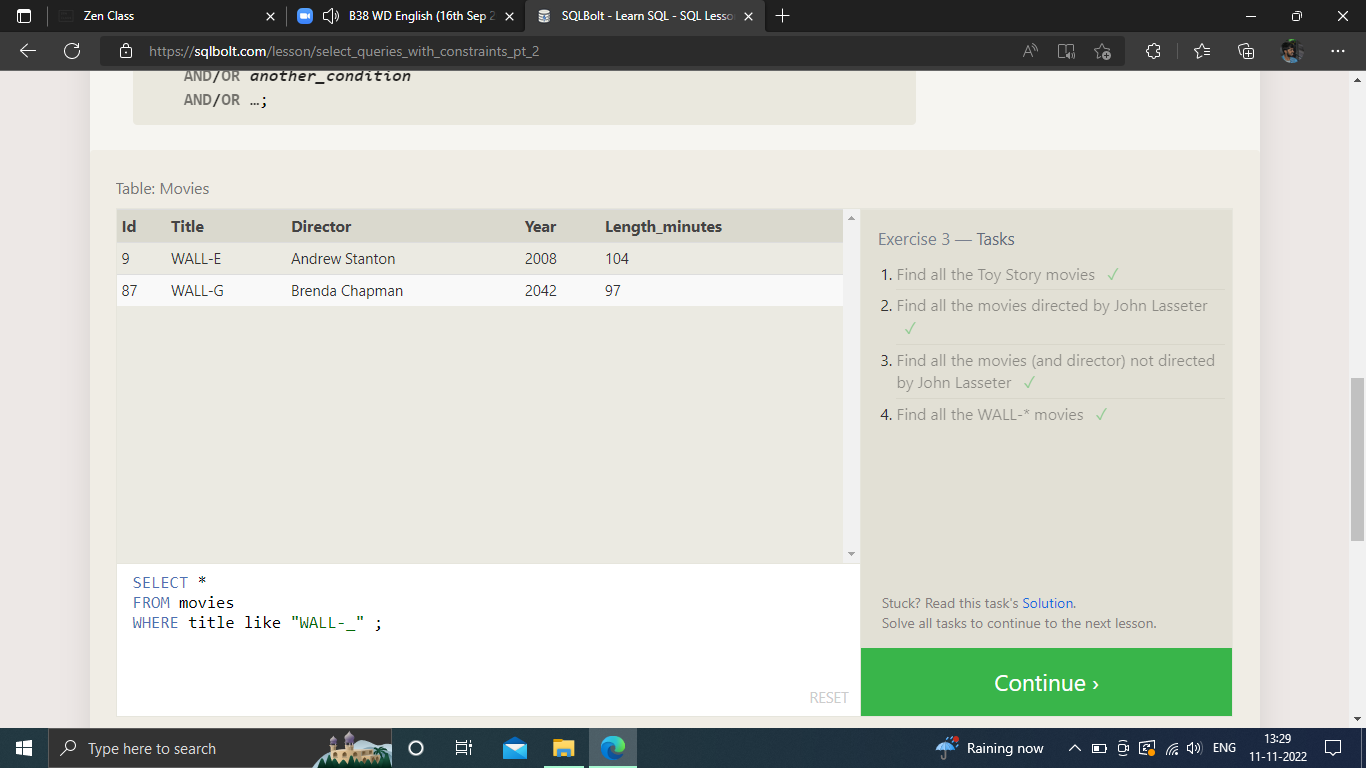 Zen Class
B38 WD English (16th Sep 2
SQLBolt - Learn SQL - SQL Lesso
https://sqlbolt.com/lesson/select_queries_with_constraints_pt_2
AND/OR another_condition
AND/OR …;
Table: Movies
Id Title Director Year Length_minutes
9 WALL-E Andrew Stanton 2008 104
87 WALL-G Brenda Chapman 2042 97
Exercise 3 — Tasks
1. Find all the Toy Story movies ✓
2. Find all the movies directed by John Lasseter
✓
3. Find all the movies (and director) not directed
by John Lasseter ✓
4. Find all the WALL-* movies ✓
SELECT *
FROM movies
WHERE title like "WALL-_" ;
RESET
Stuck? Read this task's Solution.
Solve all tasks to continue to the next lesson.
Continue ›
Type here to search
Raining now
ENG
13:29
11-11-2022